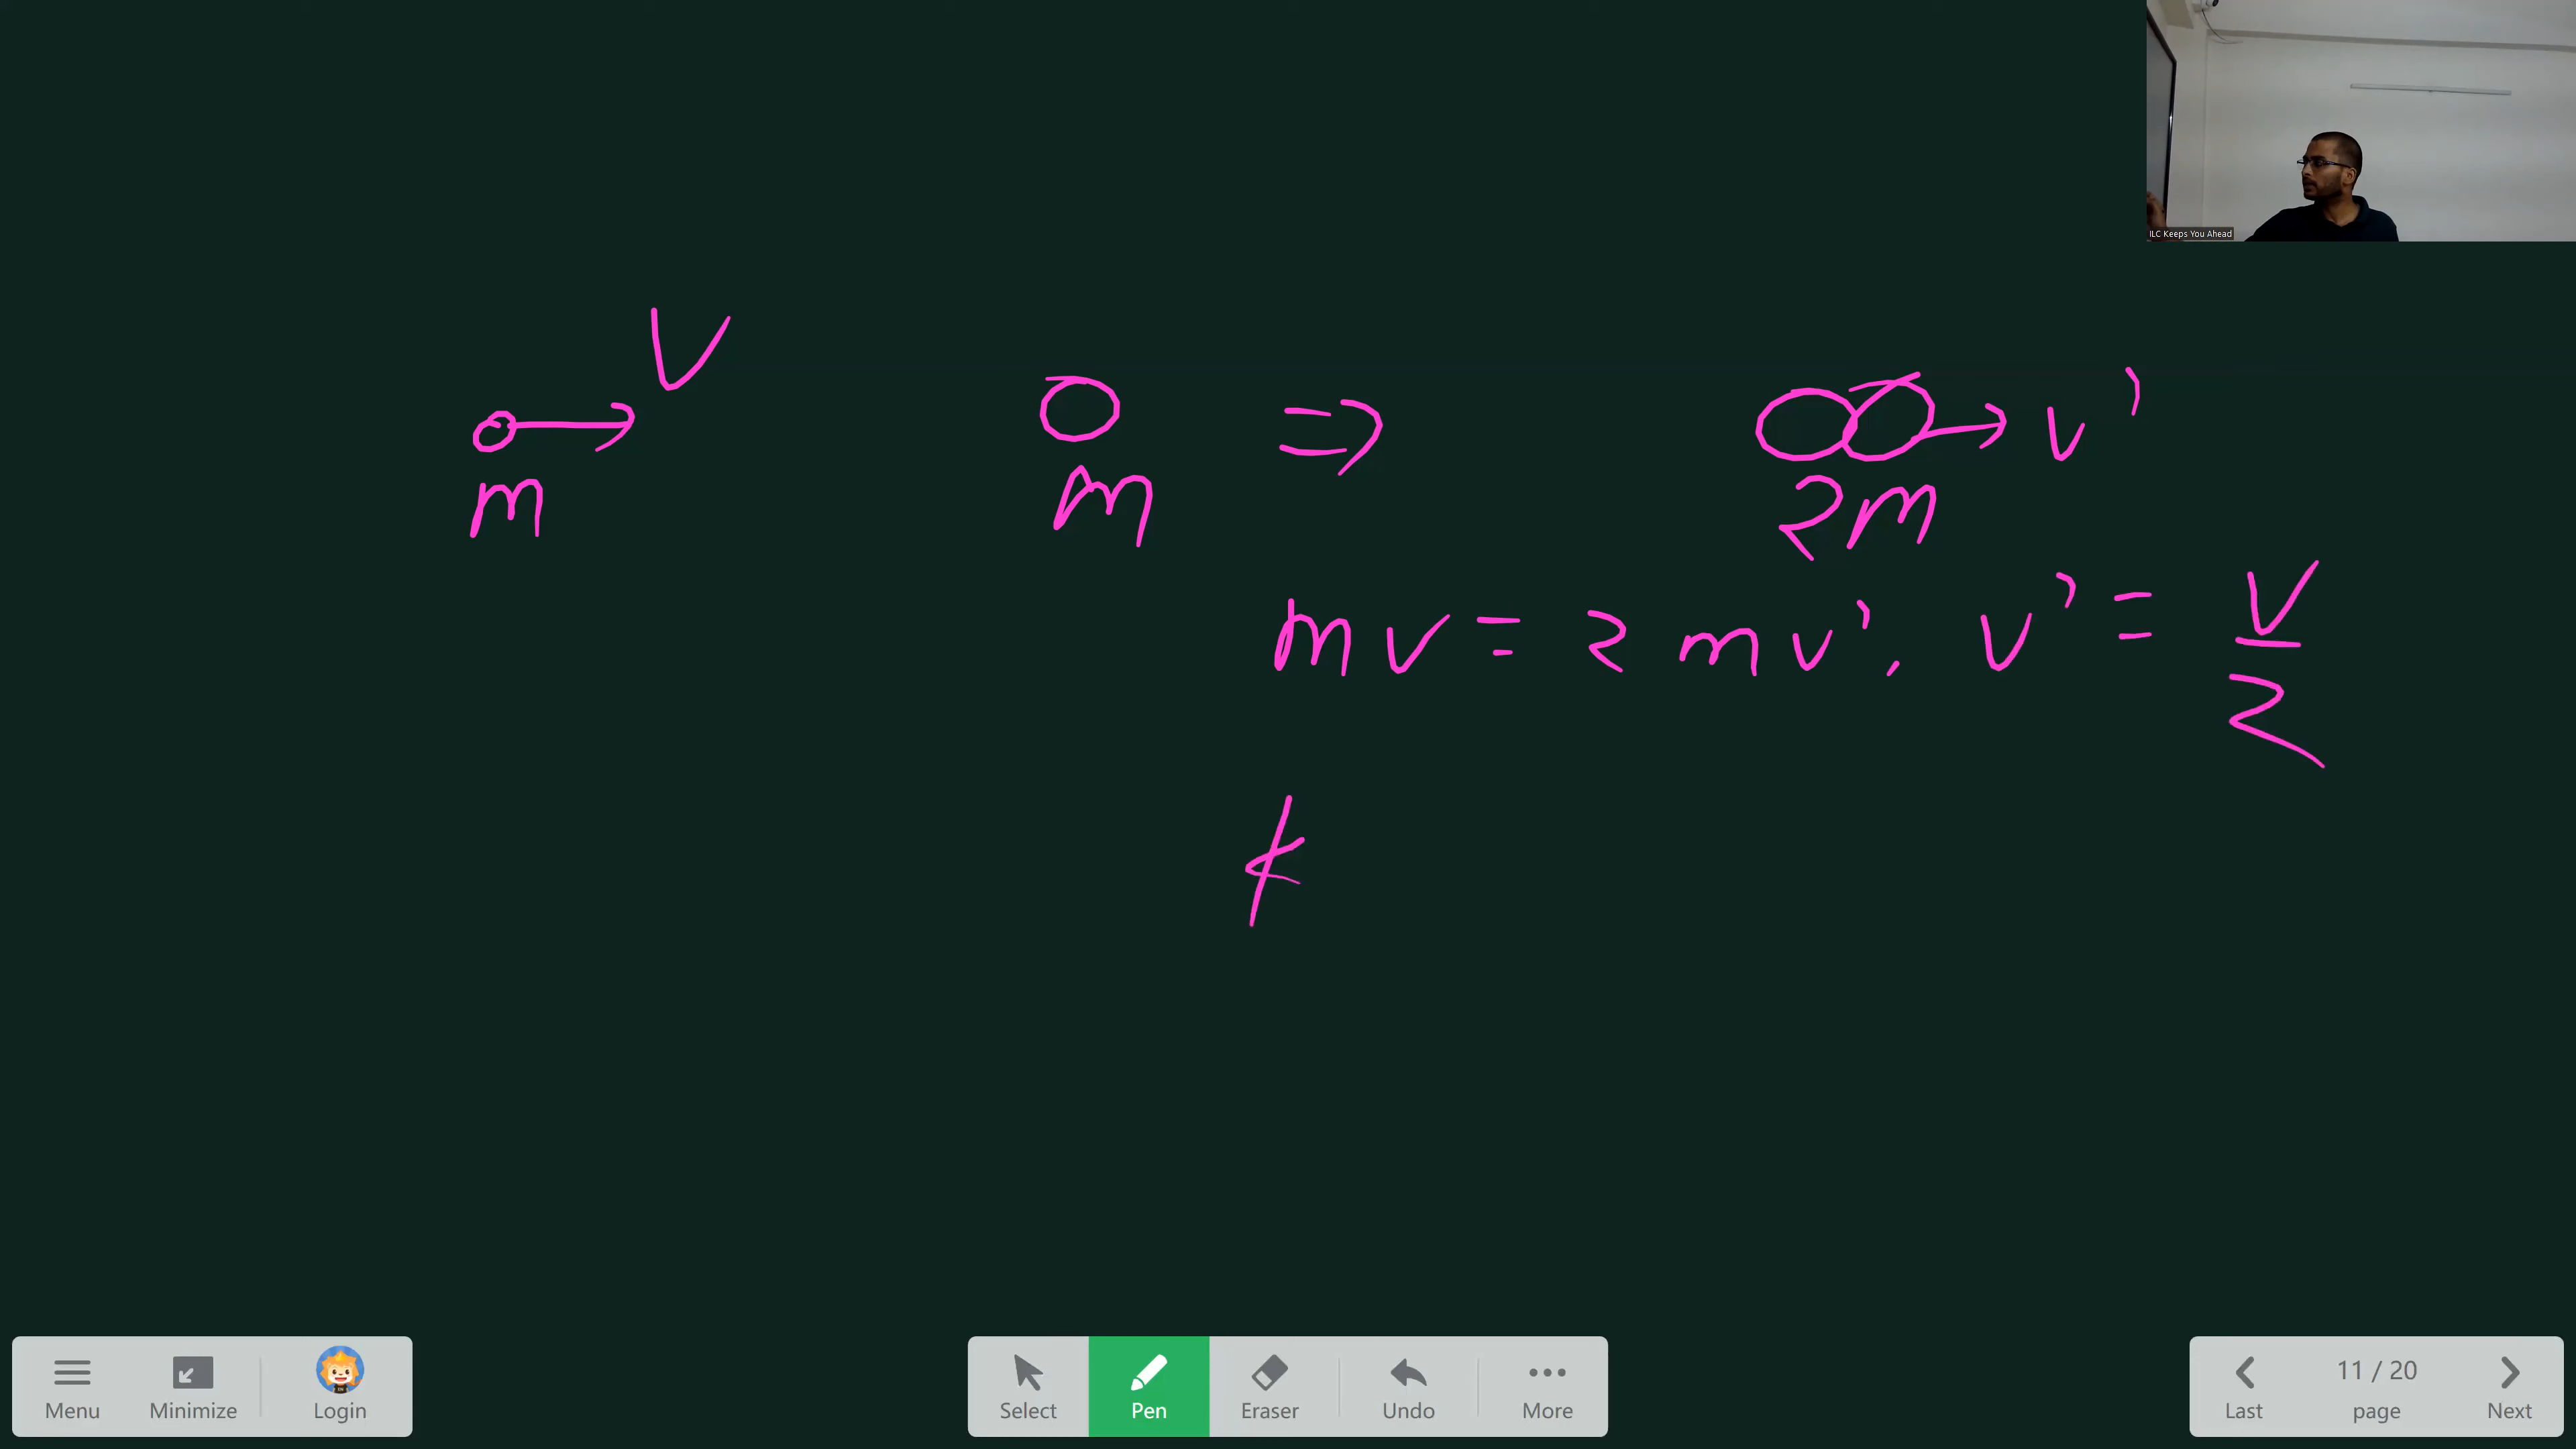 ILC Keeps You Ahead
V
m
m
⇒
v'
2m
mv = 2mv', v' = V/2
k
Menu
Minimize
Login
Select
Pen
Eraser
Undo
More
Last
11 / 20
page
Next